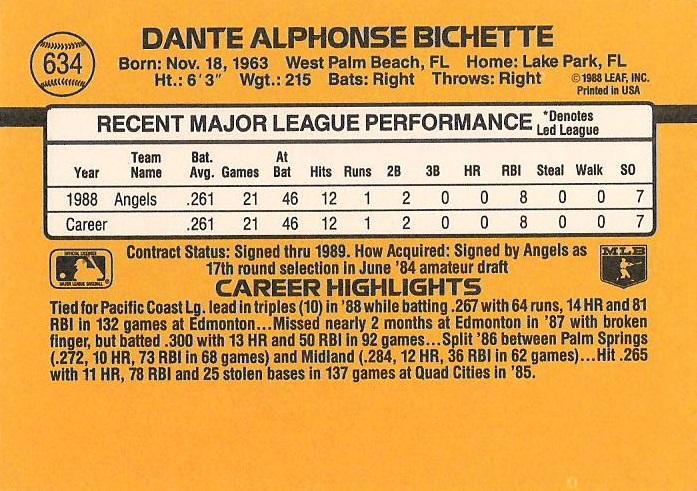 634
DANTE ALPHONSE BICHETTE
Born: Nov. 18, 1963 West Palm Beach, FL Home: Lake Park, FL
Ht.: 6'3" Wgt.: 215 Bats: Right Throws: Right
©1988 LEAF, INC.
Printed in USA
RECENT MAJOR LEAGUE PERFORMANCE *Denotes Led League
Year Team Name Bat. Avg. Games At Bat Hits Runs 2B 3B HR RBI Steal Walk SO
1988 Angels .261 21 46 12 1 2 0 0 8 0 0 7
Career .261 21 46 12 1 2 0 0 8 0 0 7
Contract Status: Signed thru 1989. How Acquired: Signed by Angels as
17th round selection in June '84 amateur draft
MLB
CAREER HIGHLIGHTS
Tied for Pacific Coast Lg. lead in triples (10) in '88 while batting .267 with 64 runs, 14 HR and 81
RBI in 132 games at Edmonton...Missed nearly 2 months at Edmonton in '87 with broken
finger, but batted .300 with 13 HR and 50 RBI in 92 games...Split '86 between Palm Springs
(.272, 10 HR, 73 RBI in 68 games) and Midland (.284, 12 HR, 36 RBI in 62 games)...Hit .265
with 11 HR, 78 RBI and 25 stolen bases in 137 games at Quad Cities in '85.